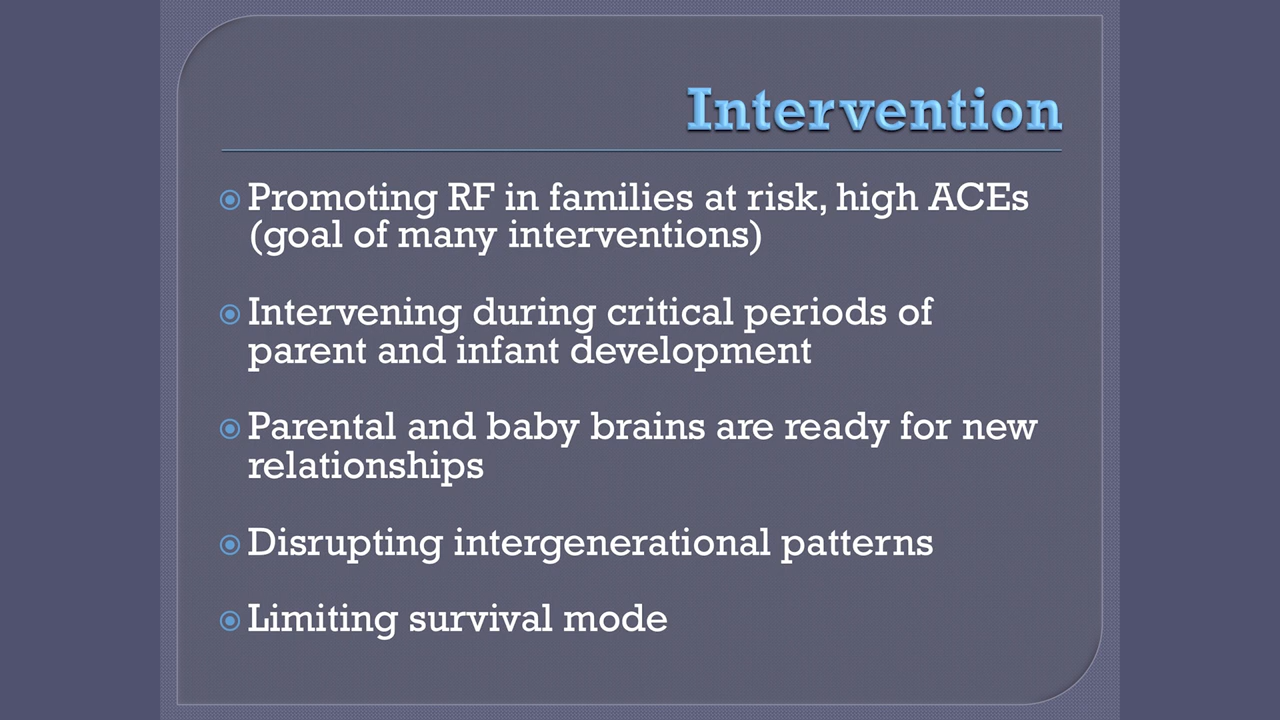 Intervention
Promoting RF in families at risk, high ACEs
(goal of many interventions)
Intervening during critical periods of
parent and infant development
Parental and baby brains are ready for new
relationships
Disrupting intergenerational patterns
Limiting survival mode